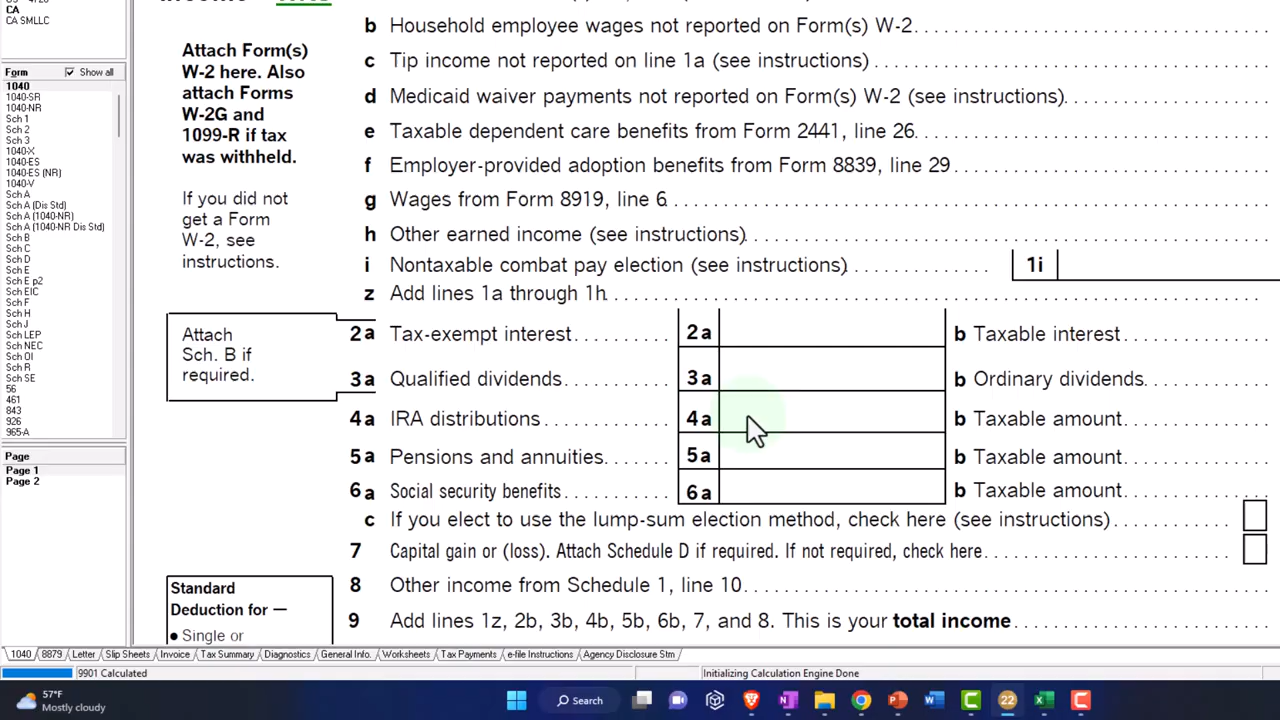 CA
CA SMLLC
Form
Show all
1040
1040-SR
1040-NR
Sch 1
Sch 2
Sch 3
1040-X
1040-ES
1040-ES (NR)
1040-V
Sch A
Sch A (Dis Std)
Sch A (1040-NR)
Sch A (1040-NR Dis Std)
Sch B
Sch C
Sch D
Sch E
Sch E p2
Sch EIC
Sch F
Sch H
Sch J
Sch LEP
Sch NEC
Sch OI
Sch R
Sch SE
56
461
843
926
965-A
Page
Page 1
Page 2
Attach Form(s)
W-2 here. Also
attach Forms
W-2G and
1099-R if tax
was withheld.
If you did not
get a Form
W-2, see
instructions.
b Household employee wages not reported on Form(s) W-2
c Tip income not reported on line 1a (see instructions)
d Medicaid waiver payments not reported on Form(s) W-2 (see instructions)
e Taxable dependent care benefits from Form 2441, line 26
f Employer-provided adoption benefits from Form 8839, line 29
g Wages from Form 8919, line 6
h Other earned income (see instructions)
i Nontaxable combat pay election (see instructions) 1i
z Add lines 1a through 1h
Attach
Sch. B if
required.
2a Tax-exempt interest 2a b Taxable interest
3a Qualified dividends 3a b Ordinary dividends
4a IRA distributions 4a b Taxable amount
5a Pensions and annuities 5a b Taxable amount
6a Social security benefits 6a b Taxable amount
c If you elect to use the lump-sum election method, check here (see instructions)
7 Capital gain or (loss). Attach Schedule D if required. If not required, check here
8 Other income from Schedule 1, line 10
9 Add lines 1z, 2b, 3b, 4b, 5b, 6b, 7, and 8. This is your total income
Standard
Deduction for —
• Single or
1040 8879 Letter Slip Sheets Invoice Tax Summary Diagnostics General Info. Worksheets Tax Payments e-file Instructions Agency Disclosure Stm
9901 Calculated Initializing Calculation Engine Done
57°F
Mostly cloudy
Search
22